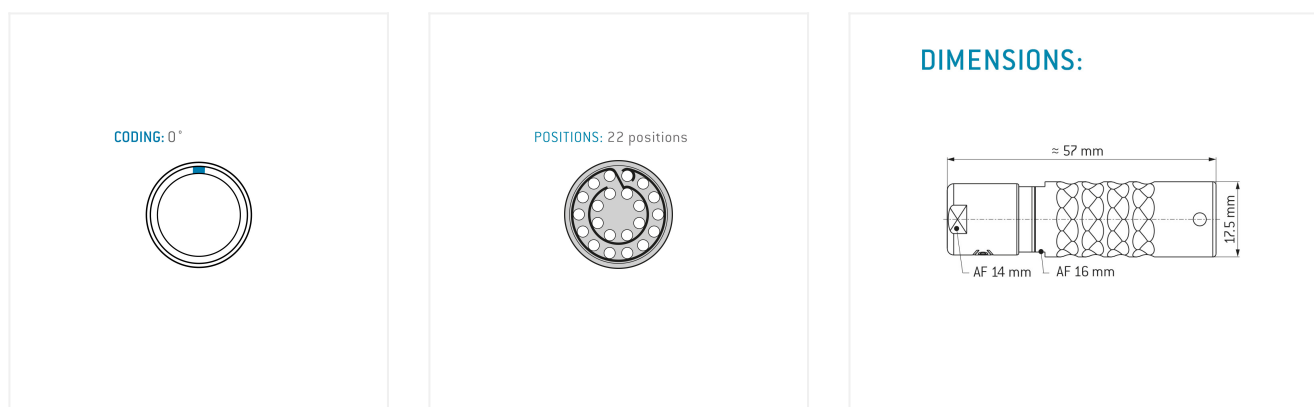 CODING: 0°
POSITIONS: 22 positions
DIMENSIONS:
≈ 57 mm
17.5 mm
AF 14 mm
AF 16 mm